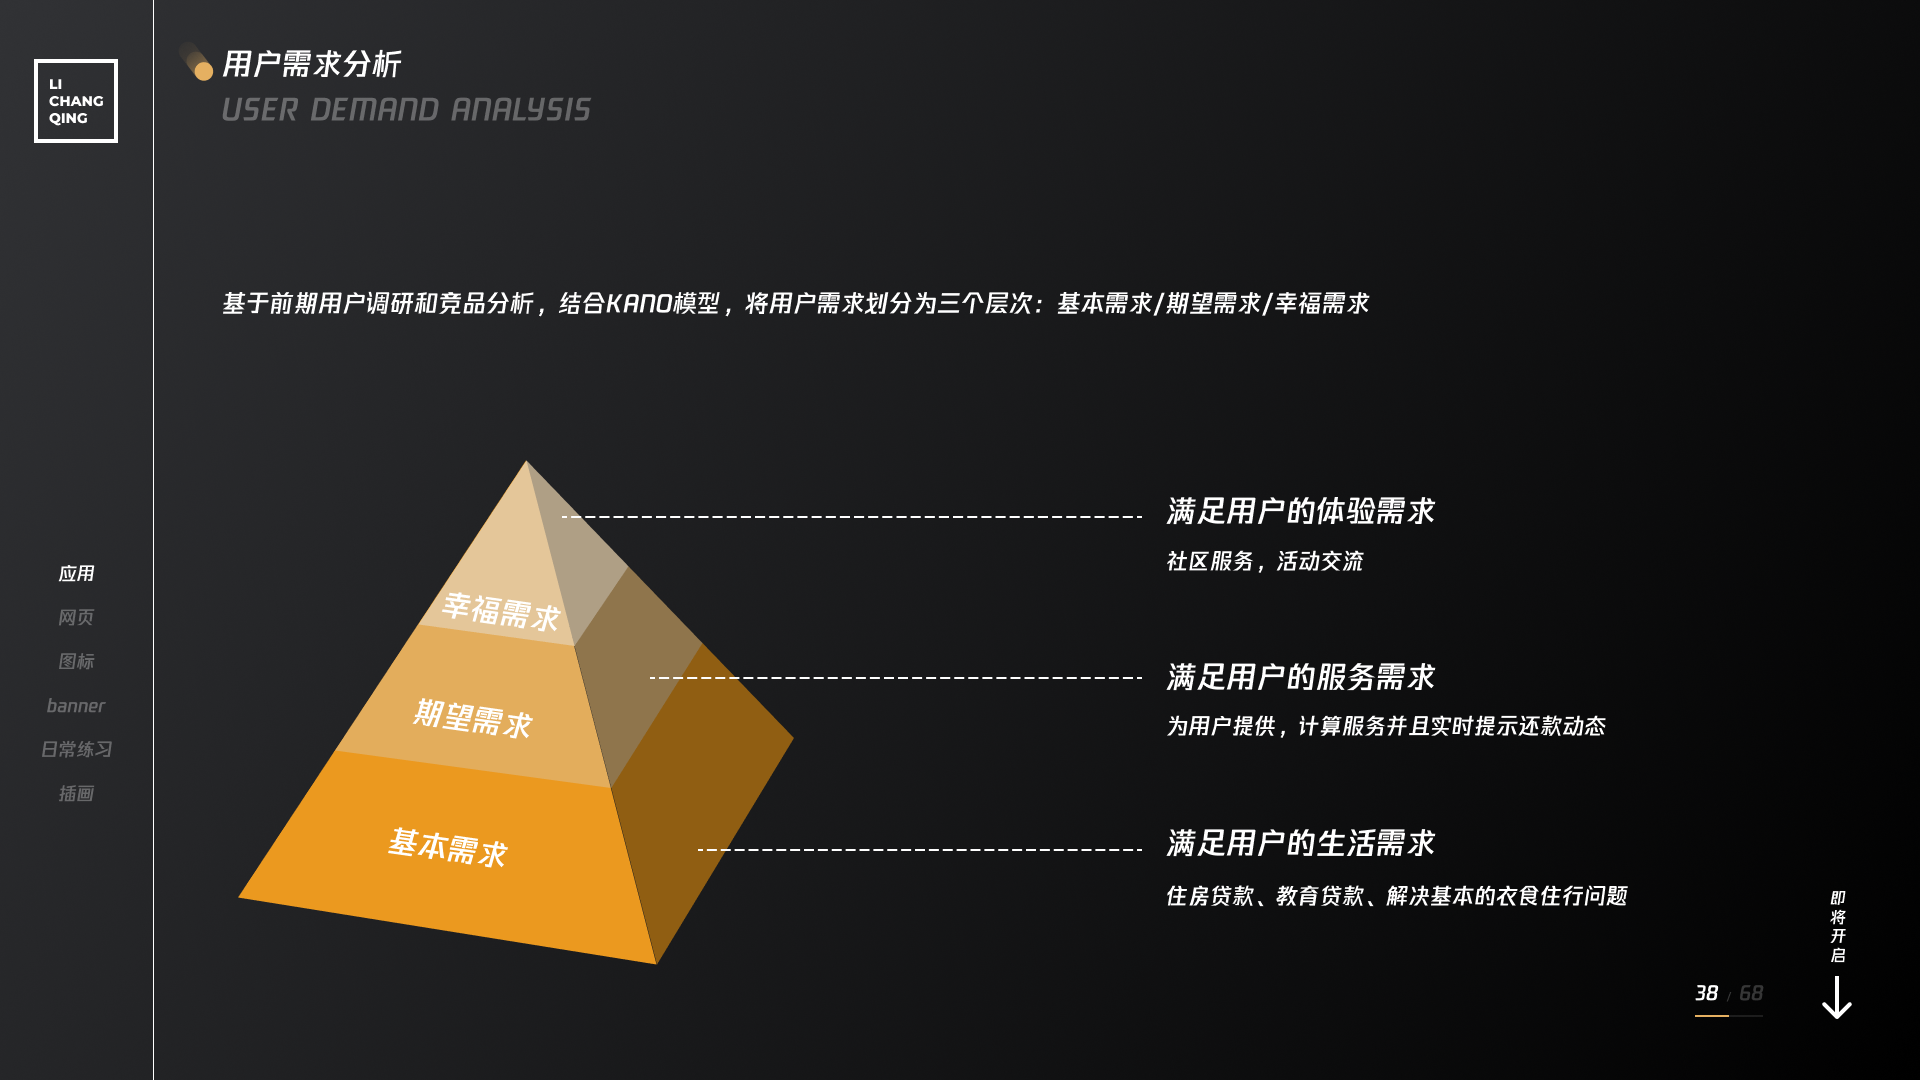 LI
CHANG
QING
用户需求分析
USER DEMAND ANALYSIS
基于前期用户调研和竞品分析，结合KANO模型，将用户需求划分为三个层次：基本需求/期望需求/幸福需求
幸福需求
期望需求
基本需求
满足用户的体验需求
社区服务，活动交流
满足用户的服务需求
为用户提供，计算服务并且实时提示还款动态
满足用户的生活需求
住房贷款、教育贷款、解决基本的衣食住行问题
应用
网页
图标
banner
日常练习
插画
即将开启
38 / 68